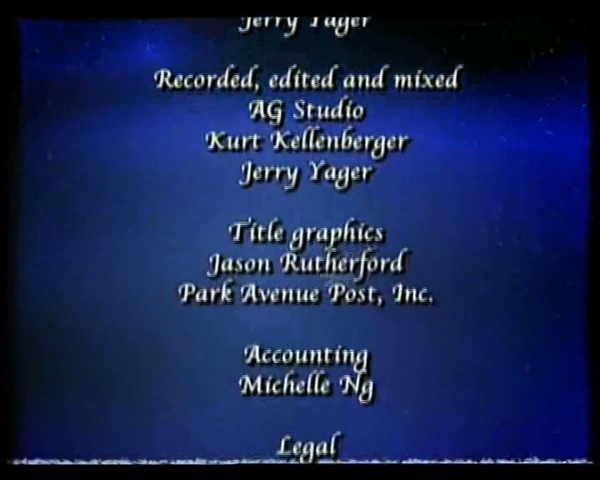 Jerry Yager
Recorded, edited and mixed
AG Studio
Kurt Kellenberger
Jerry Yager
Title graphics
Jason Rutherford
Park Avenue Post, Inc.
Accounting
Michelle Ng
Legal